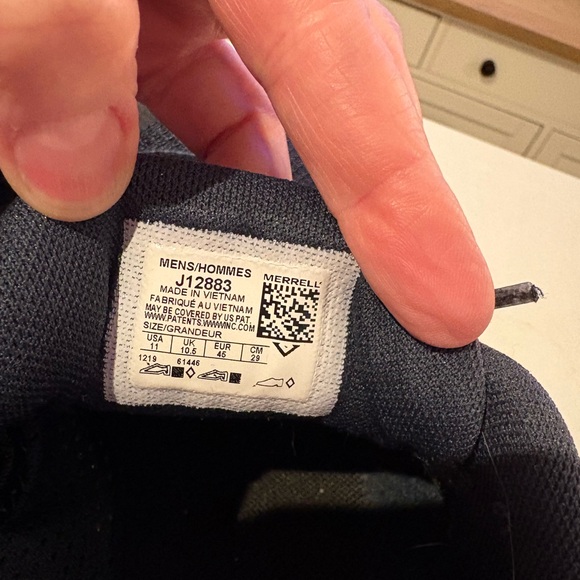 MENS/HOMMES
J12883
MERRELL
MADE IN VIETNAM
FABRIQUÉ AU VIETNAM
MAY BE COVERED BY US PAT.
WWW.PATENTS.WWWINC.COM
SIZE/GRANDEUR
USA UK EUR CM
11 10.5 45 29
1219 61446